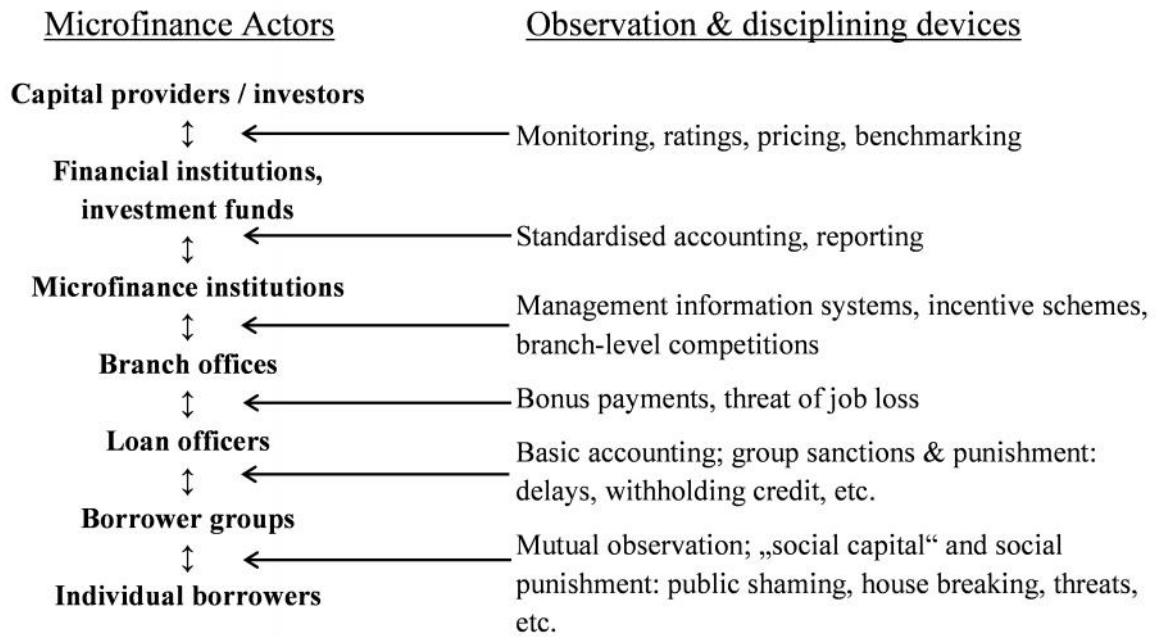 Microfinance Actors
Observation & disciplining devices
Capital providers / investors
Monitoring, ratings, pricing, benchmarking
Financial institutions,
investment funds
Standardised accounting, reporting
Microfinance institutions
Management information systems, incentive schemes,
branch-level competitions
Branch offices
Bonus payments, threat of job loss
Loan officers
Basic accounting; group sanctions & punishment:
delays, withholding credit, etc.
Borrower groups
Mutual observation; „social capital“ and social
punishment: public shaming, house breaking, threats,
etc.
Individual borrowers